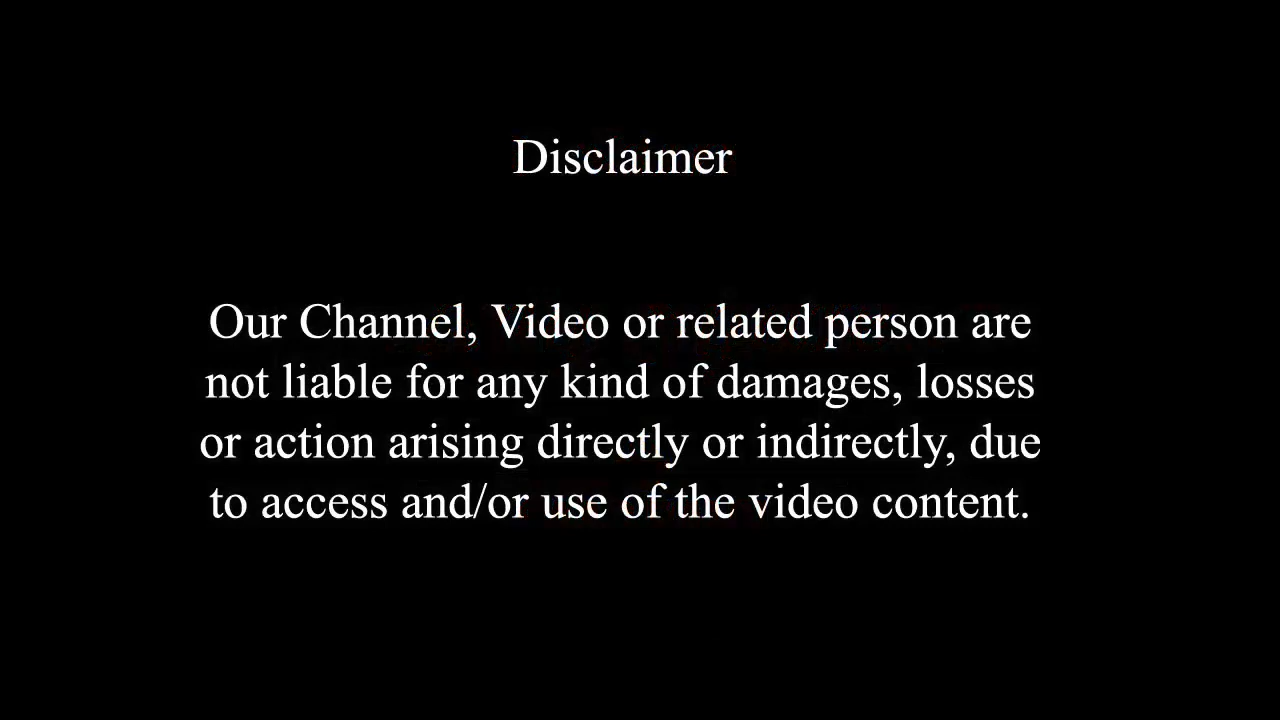 Disclaimer
Our Channel, Video or related person are
not liable for any kind of damages, losses
or action arising directly or indirectly, due
to access and/or use of the video content.